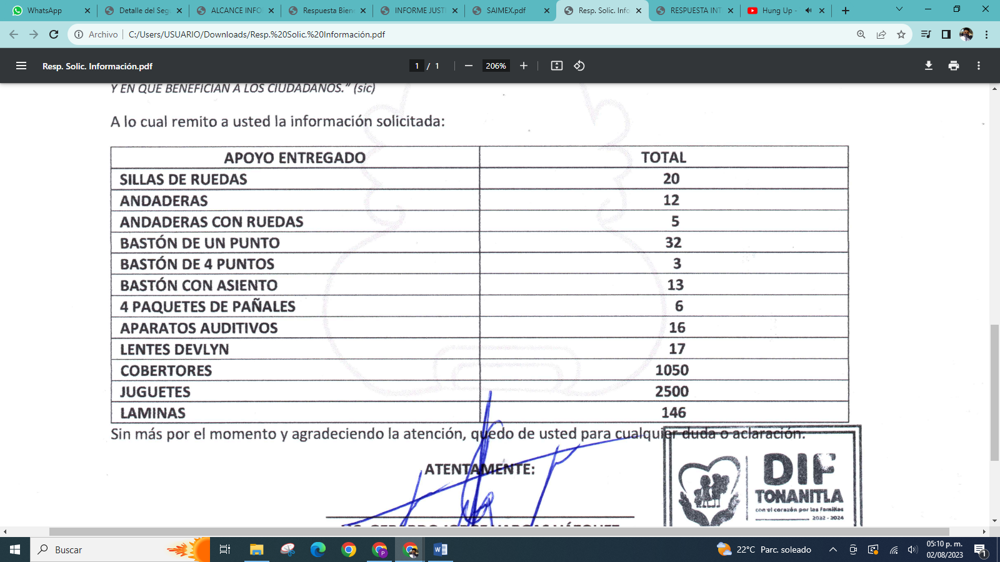 WhatsApp
Detalle del Seg
ALCANCE INFO
Respuesta Bien
INFORME JUST
SAIMEX.pdf
Resp. Solic. Info
RESPUESTA INT
Hung Up -
Archivo
C:/Users/USUARIO/Downloads/Resp.%20Solic.%20Información.pdf
Resp. Solic. Información.pdf
1 / 1
206%
Y EN QUE BENEFICIAN A LOS CIUDADANOS.” (sic)
A lo cual remito a usted la información solicitada:
APOYO ENTREGADO TOTAL
SILLAS DE RUEDAS 20
ANDADERAS 12
ANDADERAS CON RUEDAS 5
BASTÓN DE UN PUNTO 32
BASTÓN DE 4 PUNTOS 3
BASTÓN CON ASIENTO 13
4 PAQUETES DE PAÑALES 6
APARATOS AUDITIVOS 16
LENTES DEVLYN 17
COBERTORES 1050
JUGUETES 2500
LAMINAS 146
Sin más por el momento y agradeciendo la atención, quedo de usted para cualquier duda o aclaración.
ATENTAMENTE:
DIF
TONANITLA
con el corazón por las familias
2022 - 2024
GERARDO JORGE VARGAS VÁZQUEZ
Buscar
22°C Parc. soleado
05:10 p. m.
02/08/2023
1